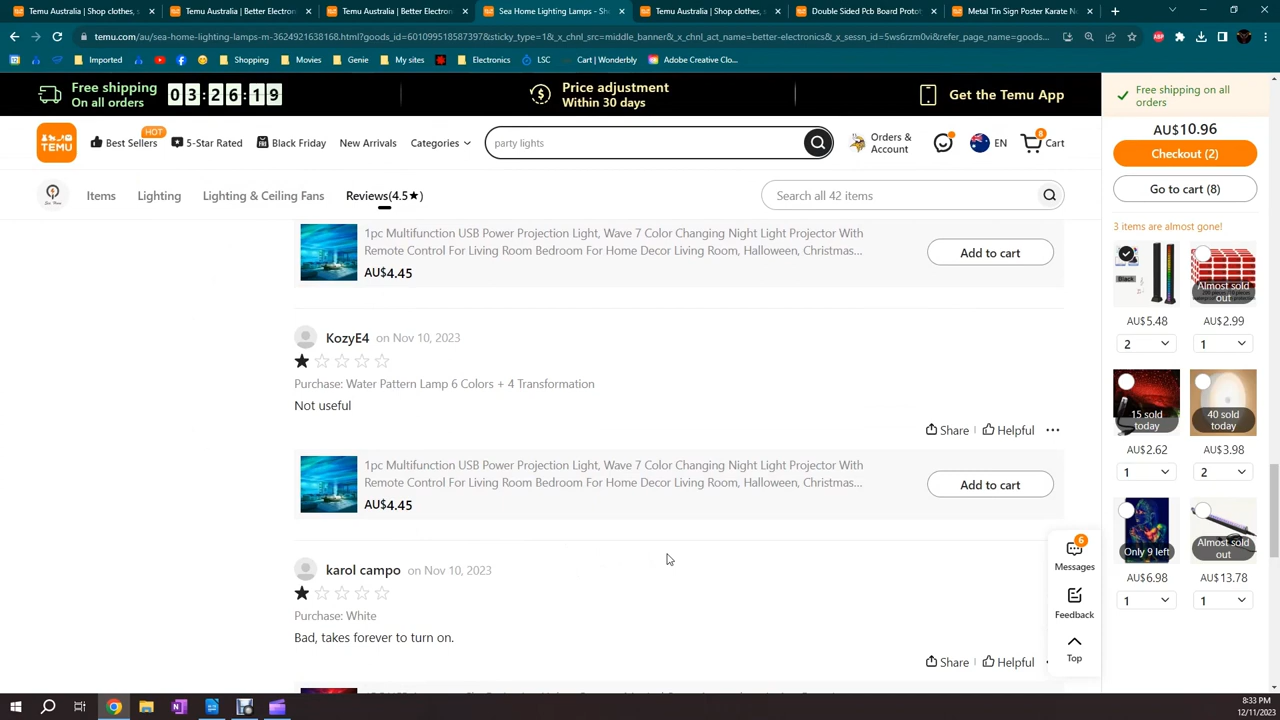 Temu Australia | Shop clothes, s
Temu Australia | Better Electron
Temu Australia | Better Electron
Sea Home Lighting Lamps - Sh
Temu Australia | Shop clothes, s
Double Sided Pcb Board Protot
Metal Tin Sign Poster Karate N
temu.com/au/sea-home-lighting-lamps-m-3624921638168.html?goods_id=601099518587397&sticky_type=1&_x_chnl_src=middle_banner&_x_chnl_act_name=better-electronics&_x_sessn_id=5ws6rzm0vi&refer_page_name=goods...
Imported
Shopping
Movies
Genie
My sites
Electronics
LSC
Cart | Wonderbly
Adobe Creative Clo...
Free shipping
On all orders
03:26:19
Price adjustment
Within 30 days
Get the Temu App
Free shipping on all
orders
TEMU
Best Sellers
HOT
5-Star Rated
Black Friday
New Arrivals
Categories
party lights
Orders &
Account
EN
8
Cart
AU$10.96
Checkout (2)
Go to cart (8)
Items
Lighting
Lighting & Ceiling Fans
Reviews(4.5★)
Search all 42 items
3 items are almost gone!
1pc Multifunction USB Power Projection Light, Wave 7 Color Changing Night Light Projector With
Remote Control For Living Room Bedroom For Home Decor Living Room, Halloween, Christmas...
AU$4.45
Add to cart
KozyE4 on Nov 10, 2023
Purchase: Water Pattern Lamp 6 Colors + 4 Transformation
Not useful
Share
Helpful
1pc Multifunction USB Power Projection Light, Wave 7 Color Changing Night Light Projector With
Remote Control For Living Room Bedroom For Home Decor Living Room, Halloween, Christmas...
AU$4.45
Add to cart
karol campo on Nov 10, 2023
Purchase: White
Bad, takes forever to turn on.
Share
Helpful
Black
Almost sold
out
AU$5.48
AU$2.99
2
1
15 sold
today
40 sold
today
AU$2.62
AU$3.98
1
2
Only 9 left
Almost sold
out
AU$6.98
AU$13.78
1
1
6
Messages
Feedback
Top
8:33 PM
12/11/2023